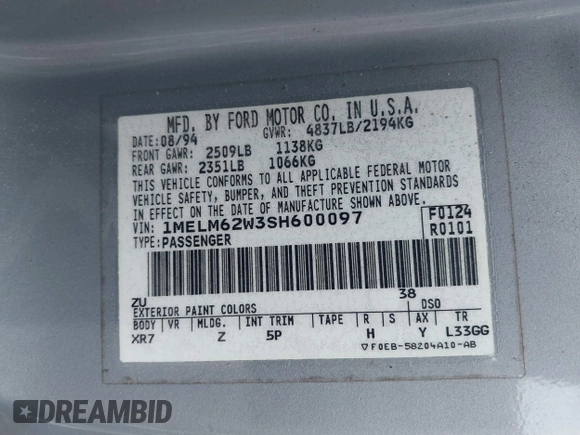 MFD. BY FORD MOTOR CO. IN U.S.A.
DATE: 08/94 GVWR: 4837LB/2194KG
FRONT GAWR: 2509LB 1138KG
REAR GAWR: 2351LB 1066KG
THIS VEHICLE CONFORMS TO ALL APPLICABLE FEDERAL MOTOR
VEHICLE SAFETY, BUMPER, AND THEFT PREVENTION STANDARDS
IN EFFECT ON THE DATE OF MANUFACTURE SHOWN ABOVE.
VIN: 1MELM62W3SH600097 F0124
TYPE: PASSENGER R0101
ZU 38
EXTERIOR PAINT COLORS DSO
BODY VR MLDG. INT TRIM TAPE R S AX TR
XR7 Z 5P H Y L33GG
▽F0EB-58204A10-AB
DREAMBID